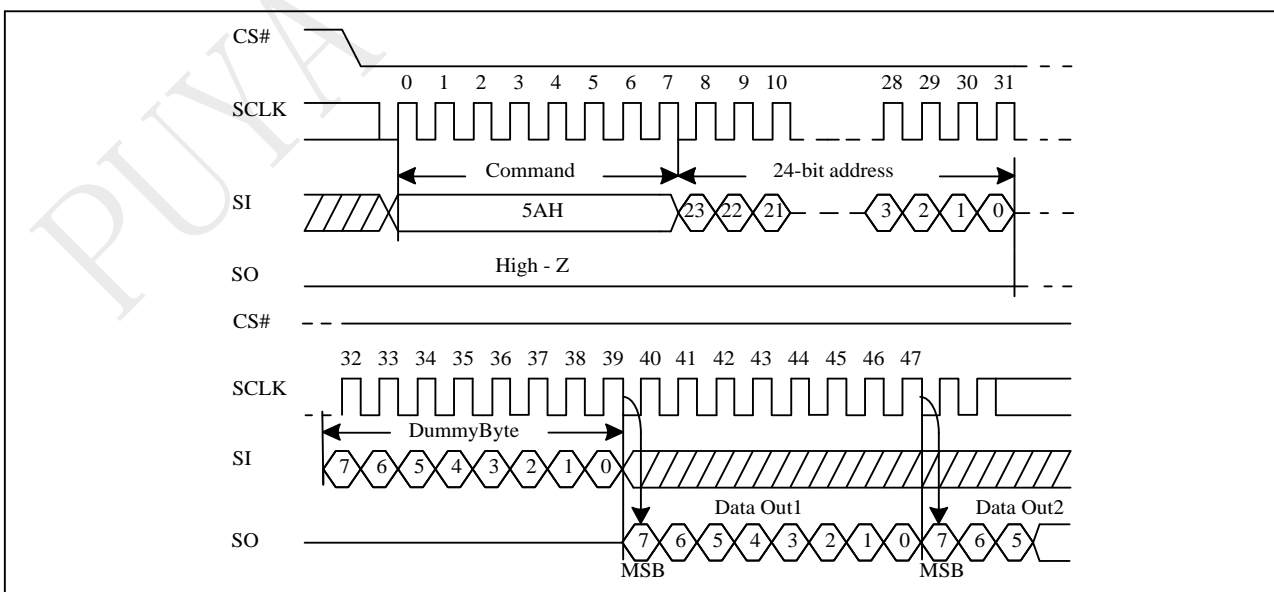 PUYA
CS#
0 1 2 3 4 5 6 7 8 9 10 28 29 30 31
SCLK
Command 24-bit address
SI 5AH 23 22 21 3 2 1 0
High - Z
SO
CS#
32 33 34 35 36 37 38 39 40 41 42 43 44 45 46 47
SCLK
DummyByte
SI 7 6 5 4 3 2 1 0
Data Out1 Data Out2
SO 7 6 5 4 3 2 1 0 7 6 5
MSB MSB